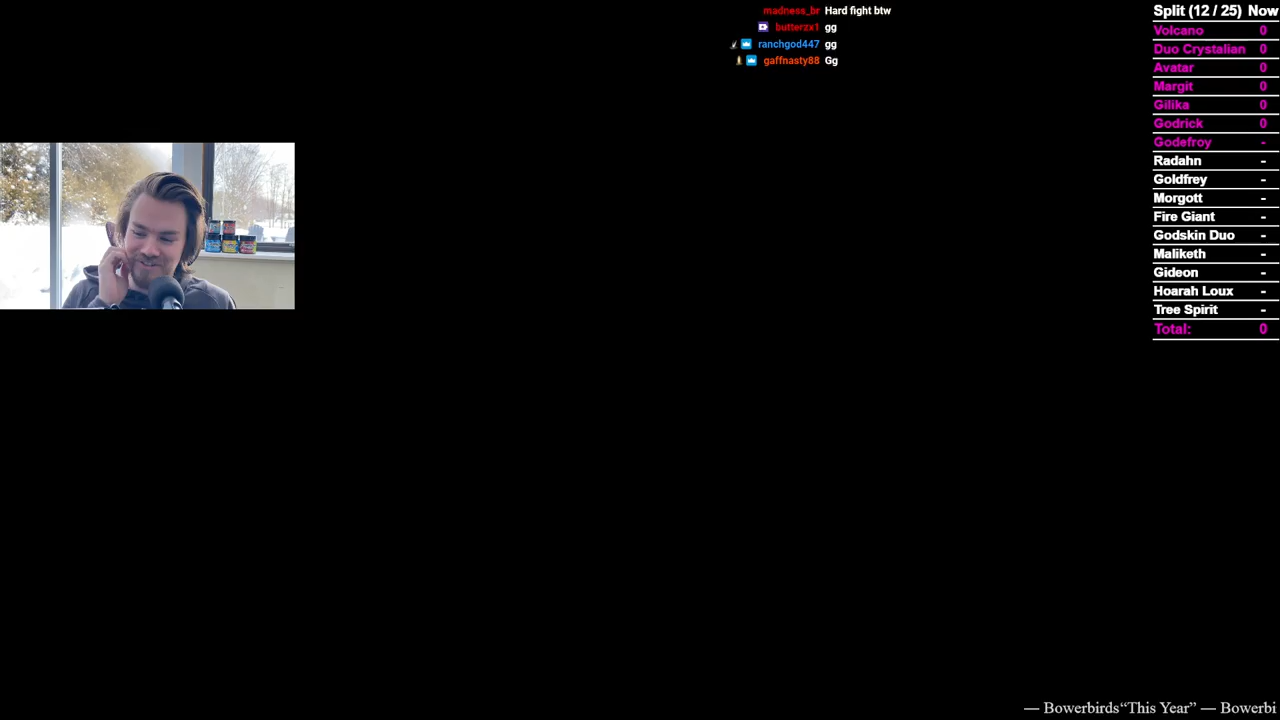 madness_br Hard fight btw
butterzx1 gg
ranchgod447 gg
gaffnasty88 Gg
Split (12 / 25) Now
Volcano 0
Duo Crystalian 0
Avatar 0
Margit 0
Gilika 0
Godrick 0
Godefroy -
Radahn -
Goldfrey -
Morgott -
Fire Giant -
Godskin Duo -
Maliketh -
Gideon -
Hoarah Loux -
Tree Spirit -
Total: 0
— Bowerbirds“This Year” — Bowerbi